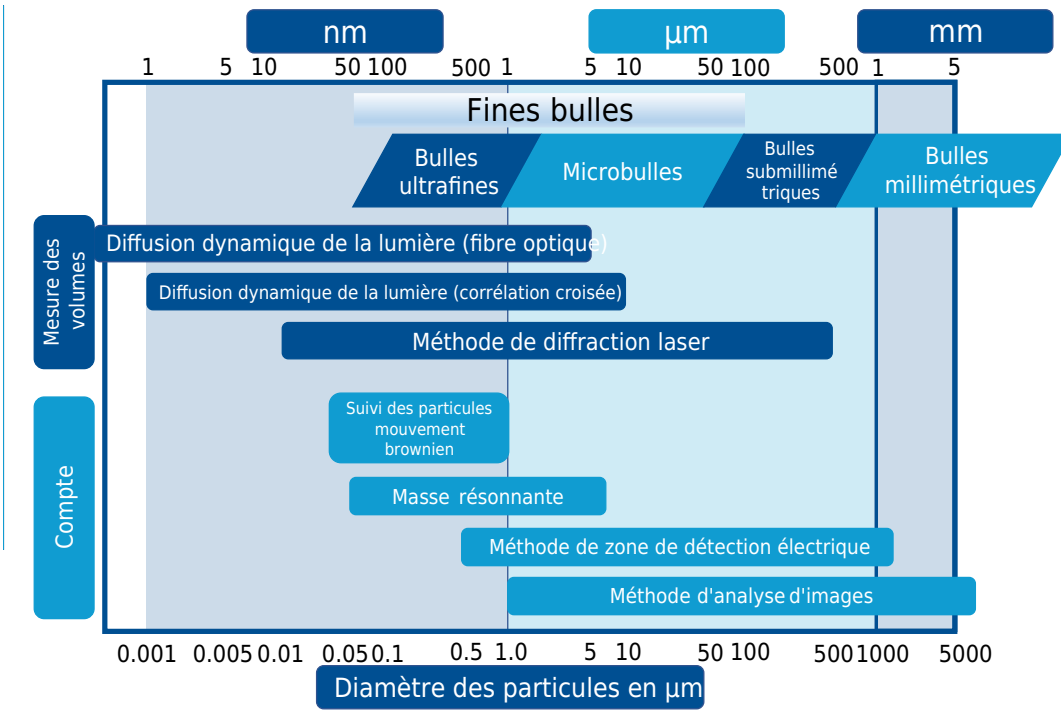 nm
µm
mm
1 5 10 50 100 500 1 5 10 50 100 500 1 5
Fines bulles
Bulles
ultrafines
Microbulles
Bulles
submillimé
triques
Bulles
millimétriques
Mesure des
volumes
Diffusion dynamique de la lumière (fibre optique)
Diffusion dynamique de la lumière (corrélation croisée)
Méthode de diffraction laser
Compte
Suivi des particules
mouvement
brownien
Masse résonnante
Méthode de zone de détection électrique
Méthode d'analyse d'images
0.001 0.005 0.01 0.05 0.1 0.5 1.0 5 10 50 100 500 1000 5000
Diamètre des particules en µm